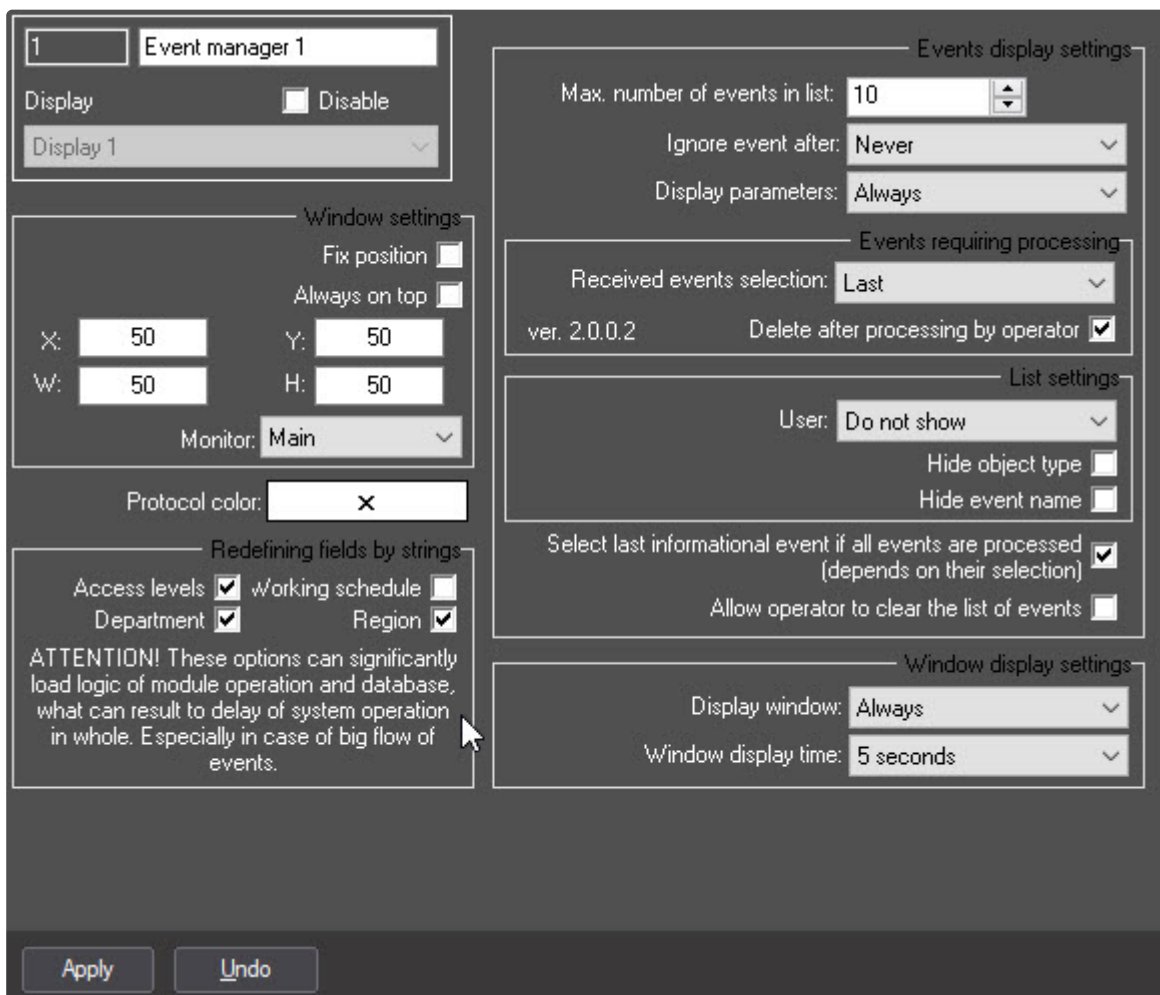 1
Event manager 1
Display
Disable
Display 1
Window settings
Fix position
Always on top
X: 50 Y: 50
W: 50 H: 50
Monitor: Main
Protocol color: ×
Redefining fields by strings
Access levels Working schedule
Department Region
ATTENTION! These options can significantly
load logic of module operation and database,
what can result to delay of system operation
in whole. Especially in case of big flow of
events.
Events display settings
Max. number of events in list: 10
Ignore event after: Never
Display parameters: Always
Events requiring processing
Received events selection: Last
ver. 2.0.0.2 Delete after processing by operator
List settings
User: Do not show
Hide object type
Hide event name
Select last informational event if all events are processed
(depends on their selection)
Allow operator to clear the list of events
Window display settings
Display window: Always
Window display time: 5 seconds
Apply Undo